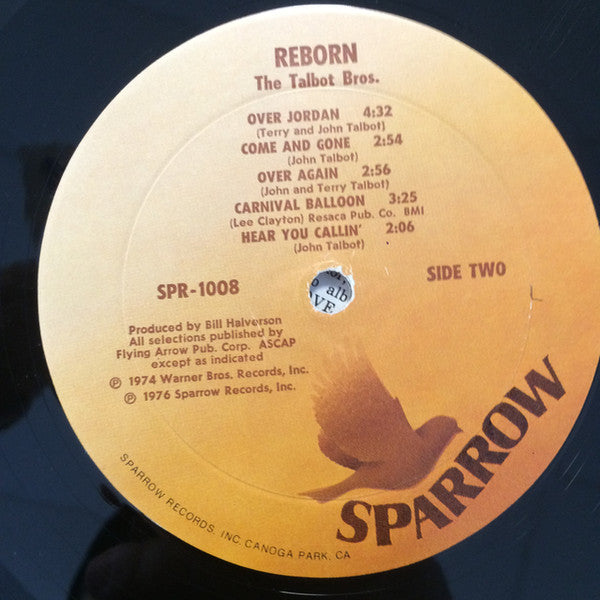 REBORN
The Talbot Bros.
OVER JORDAN 4:32
(Terry and John Talbot)
COME AND GONE 2:54
(John Talbot)
OVER AGAIN 2:56
(John and Terry Talbot)
CARNIVAL BALLOON 3:25
(Lee Clayton) Resaca Pub. Co. BMI
HEAR YOU CALLIN' 2:06
(John Talbot)
SPR-1008
SIDE TWO
alb
VE
Produced by Bill Halverson
All selections published by
Flying Arrow Pub. Corp. ASCAP
except as indicated
℗ 1974 Warner Bros. Records, Inc.
℗ 1976 Sparrow Records, Inc.
SPARROW
SPARROW RECORDS, INC. CANOGA PARK, CA